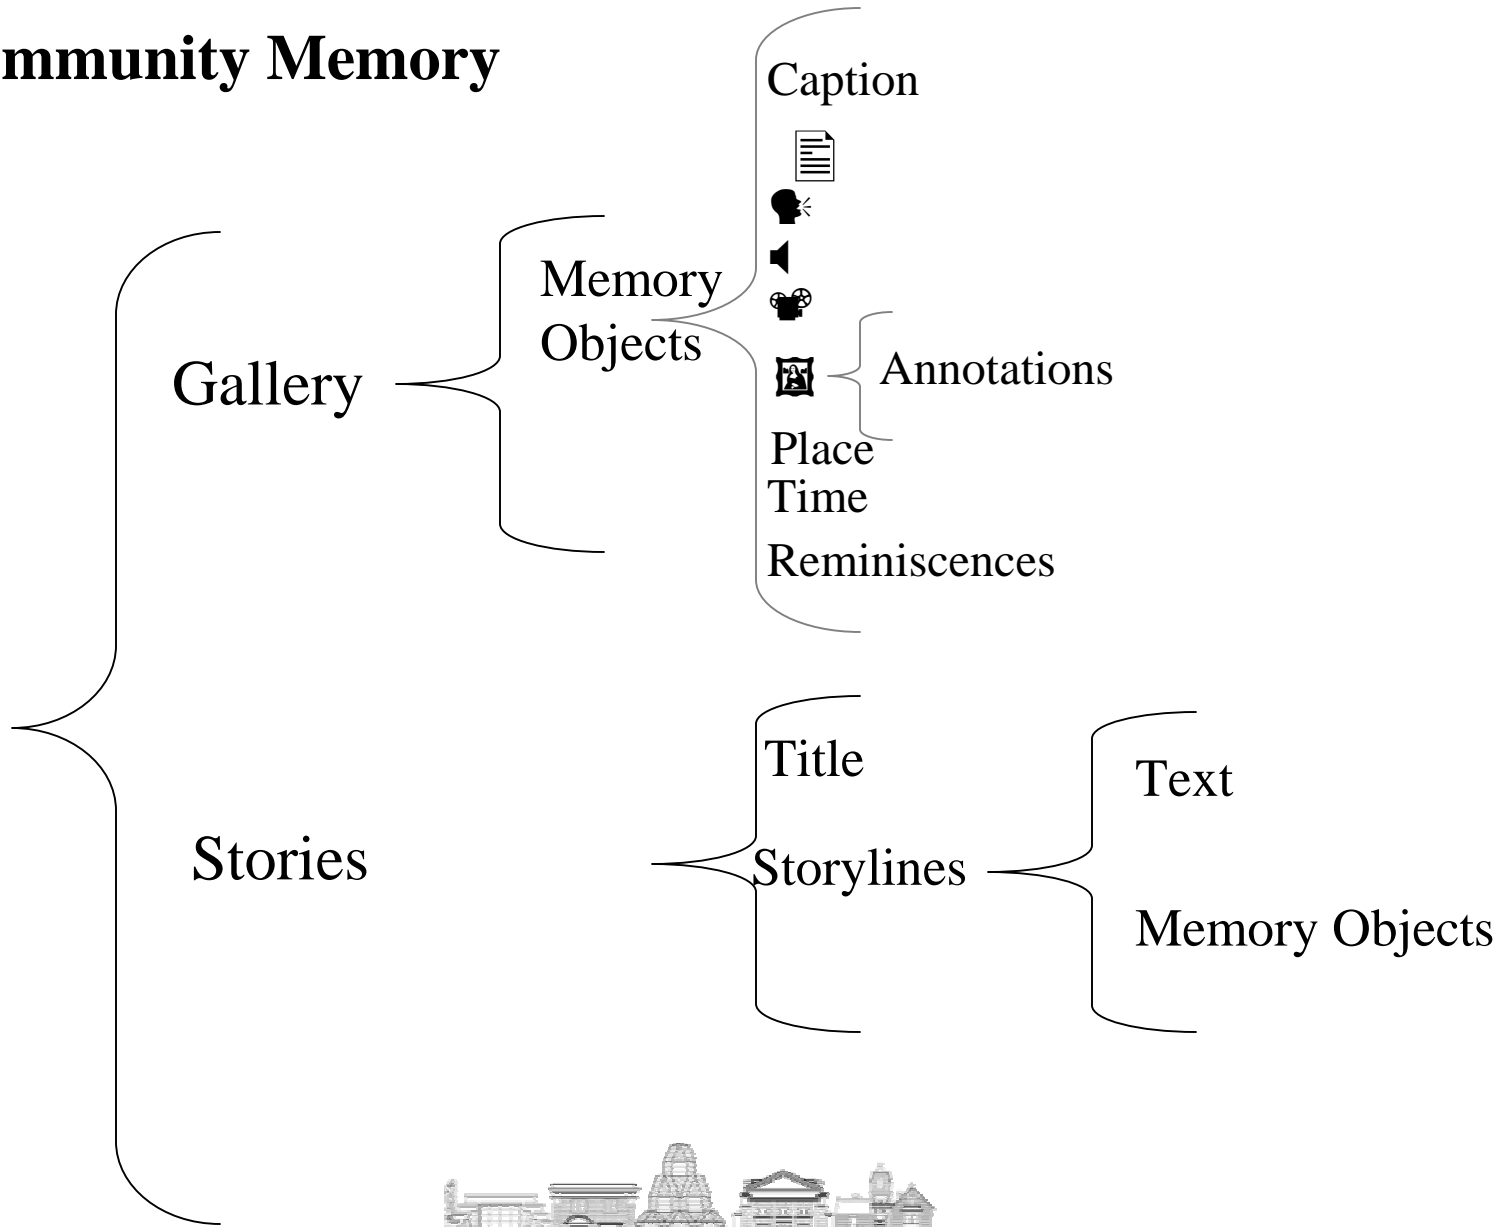 mmunity Memory
Caption
Memory
Objects
Gallery
Annotations
Place
Time
Reminiscences
Title
Text
Stories
Storylines
Memory Objects